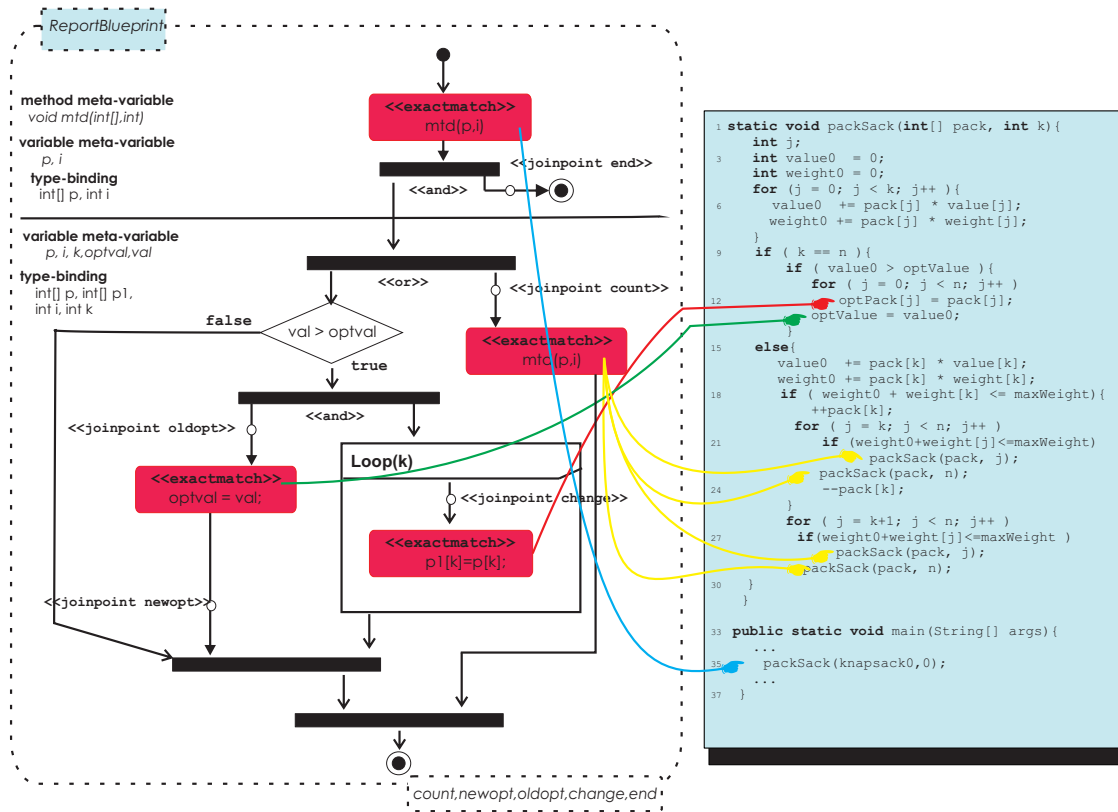 ReportBlueprint
method meta-variable
void mtd(int[],int)
variable meta-variable
p, i
type-binding
int[] p, int i
<<exactmatch>>
mtd(p,i)
<<joinpoint end>>
<<and>>
variable meta-variable
p, i, k,optval,val
type-binding
int[] p, int[] p1,
int i, int k
<<or>>
<<joinpoint count>>
false
val > optval
true
<<exactmatch>>
mtd(p,i)
<<and>>
<<joinpoint oldopt>>
Loop(k)
<<exactmatch>>
optval = val;
<<joinpoint change>>
<<exactmatch>>
p1[k]=p[k];
<<joinpoint newopt>>
count,newopt,oldopt,change,end
1 static void packSack(int[] pack, int k){
int j;
3 int value0 = 0;
int weight0 = 0;
for (j = 0; j < k; j++ ){
6 value0 += pack[j] * value[j];
weight0 += pack[j] * weight[j];
}
9 if ( k == n ){
if ( value0 > optValue ){
for ( j = 0; j < n; j++ )
12 optPack[j] = pack[j];
optValue = value0;
}
15 else{
value0 += pack[k] * value[k];
weight0 += pack[k] * weight[k];
18 if ( weight0 + weight[k] <= maxWeight){
++pack[k];
for ( j = k; j < n; j++ )
21 if (weight0+weight[j]<=maxWeight)
packSack(pack, j);
packSack(pack, n);
24 --pack[k];
}
for ( j = k+1; j < n; j++ )
27 if(weight0+weight[j]<=maxWeight )
packSack(pack, j);
packSack(pack, n);
30 }
}
33 public static void main(String[] args){
...
35 packSack(knapsack0,0);
...
37 }